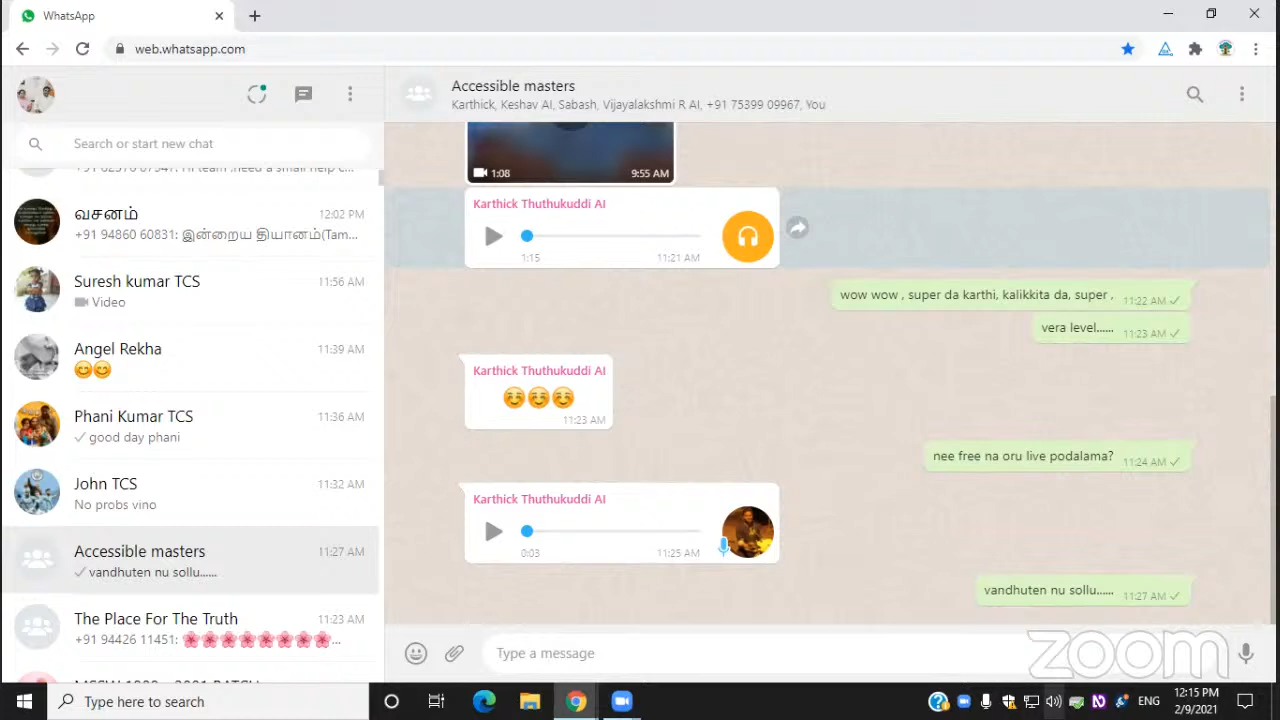 WhatsApp
web.whatsapp.com
Accessible masters
Karthick, Keshav AI, Sabash, Vijayalakshmi R AI, +91 75399 09967, You
Search or start new chat
வசனம்
12:02 PM
+91 94860 60831: இன்றைய தியானம்(Tam...
Suresh kumar TCS
11:56 AM
Video
Angel Rekha
11:39 AM
😊😊
Phani Kumar TCS
11:36 AM
good day phani
John TCS
11:32 AM
No probs vino
Accessible masters
11:27 AM
vandhuten nu sollu......
The Place For The Truth
11:23 AM
+91 94426 11451: 🌸🌸🌸🌸🌸🌸🌸🌸...
1:08
9:55 AM
Karthick Thuthukuddi AI
1:15
11:21 AM
wow wow , super da karthi, kalikkita da, super ,
11:22 AM
vera level......
11:23 AM
Karthick Thuthukuddi AI
☺️☺️☺️
11:23 AM
nee free na oru live podalama?
11:24 AM
Karthick Thuthukuddi AI
0:03
11:25 AM
vandhuten nu sollu......
11:27 AM
Type a message
zoom
Type here to search
ENG
12:15 PM
2/9/2021